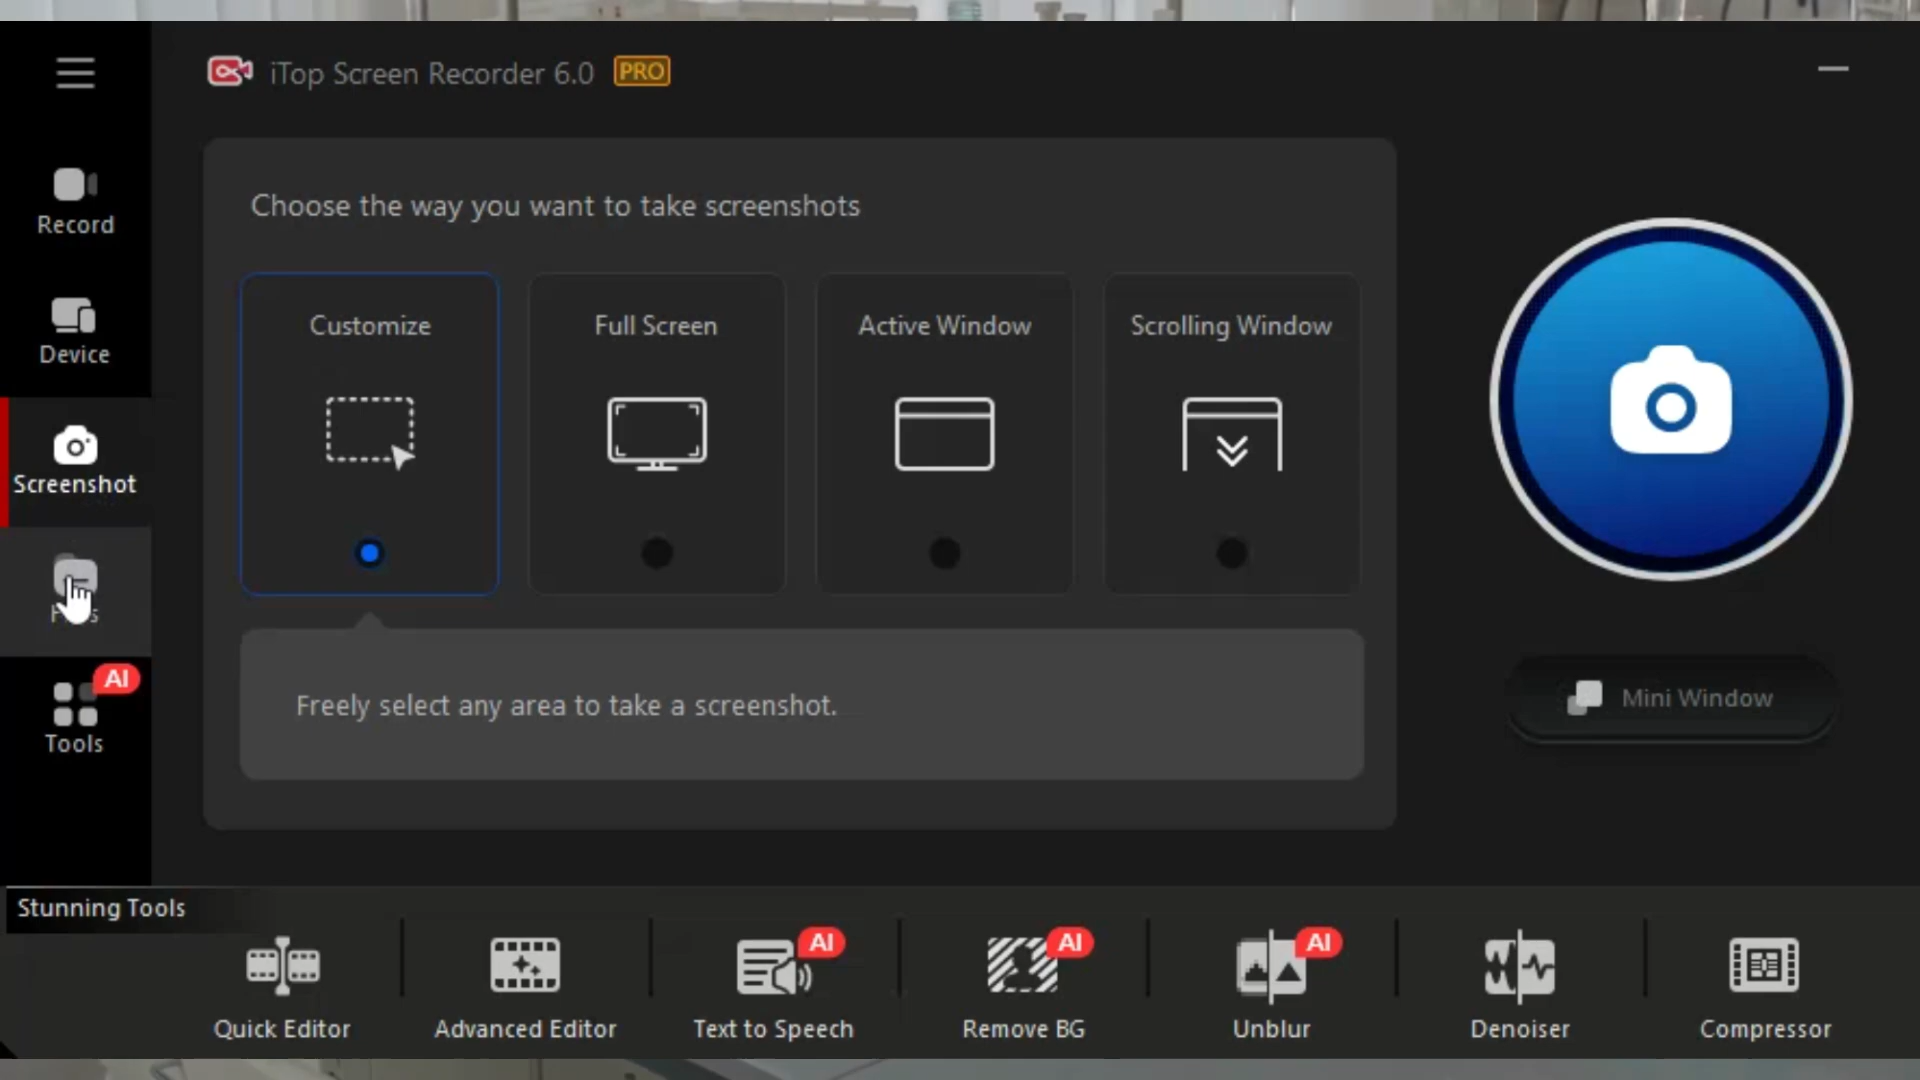 iTop Screen Recorder 6.0 PRO
Record
Device
Screenshot
Tools
AI
Choose the way you want to take screenshots
Customize
Full Screen
Active Window
Scrolling Window
Freely select any area to take a screenshot.
Mini Window
Stunning Tools
Quick Editor
Advanced Editor
AI
Text to Speech
AI
Remove BG
AI
Unblur
Denoiser
Compressor